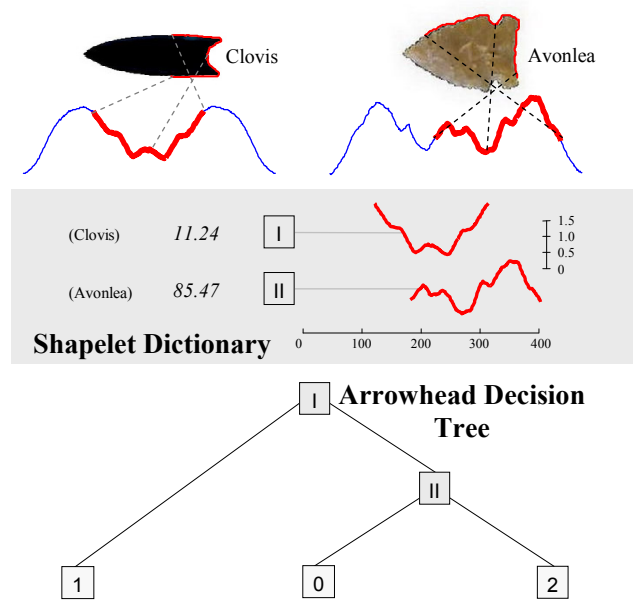 Clovis
Avonlea
(Clovis) 11.24 I
1.5
1.0
0.5
0
(Avonlea) 85.47 II
Shapelet Dictionary
0 100 200 300 400
I
Arrowhead Decision
Tree
II
1 0 2